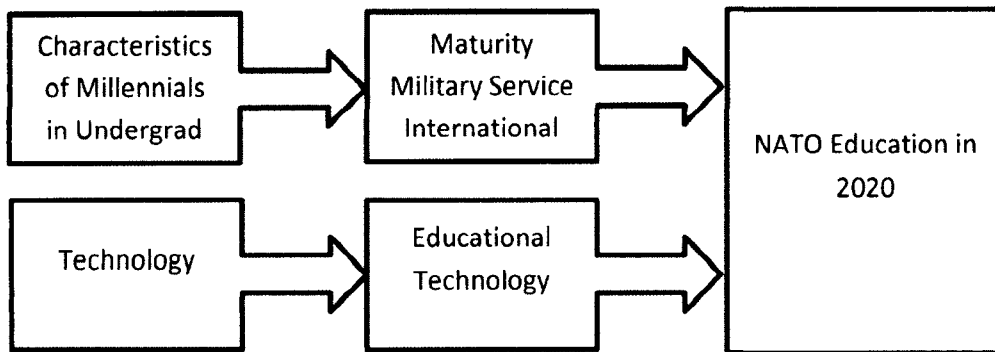 Characteristics
of Millennials
in Undergrad
Maturity
Military Service
International
NATO Education in
2020
Technology
Educational
Technology